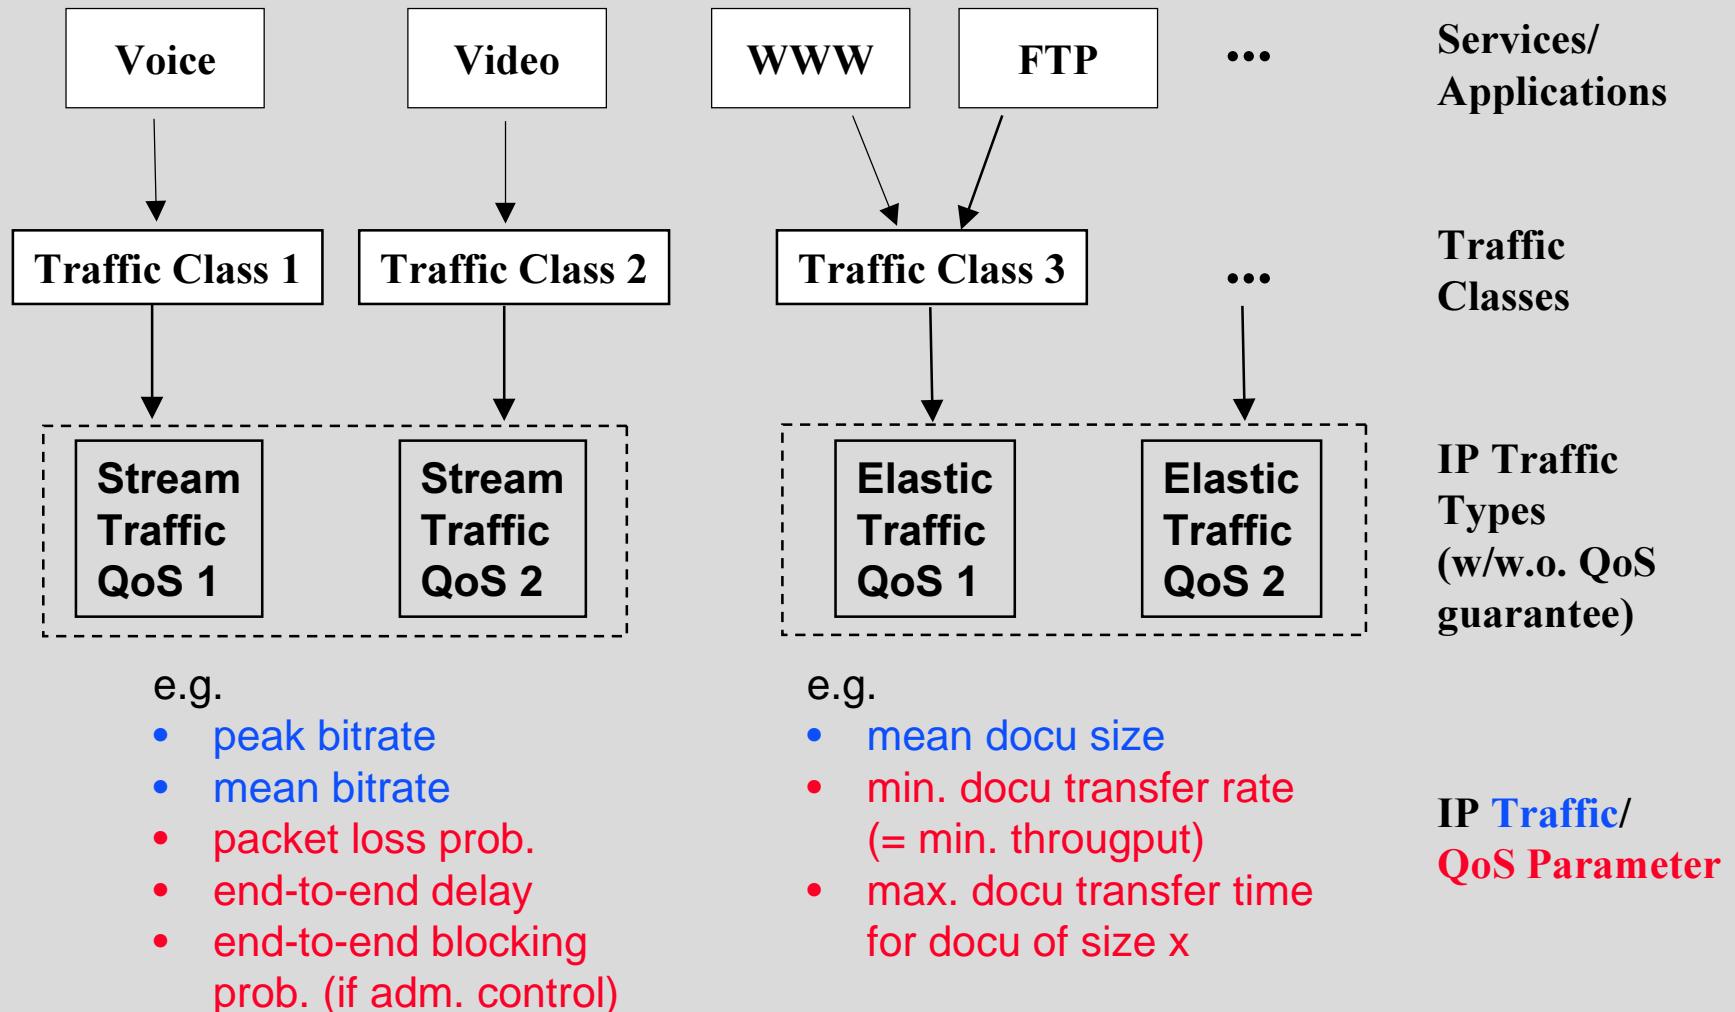 Voice
Video
WWW
FTP
...
Services/
Applications
Traffic Class 1
Traffic Class 2
Traffic Class 3
...
Traffic
Classes
Stream
Traffic
QoS 1
Stream
Traffic
QoS 2
Elastic
Traffic
QoS 1
Elastic
Traffic
QoS 2
IP Traffic
Types
(w/w.o. QoS
guarantee)
e.g.
• peak bitrate
• mean bitrate
• packet loss prob.
• end-to-end delay
• end-to-end blocking
prob. (if adm. control)
e.g.
• mean docu size
• min. docu transfer rate
(= min. througput)
• max. docu transfer time
for docu of size x
IP Traffic/
QoS Parameter